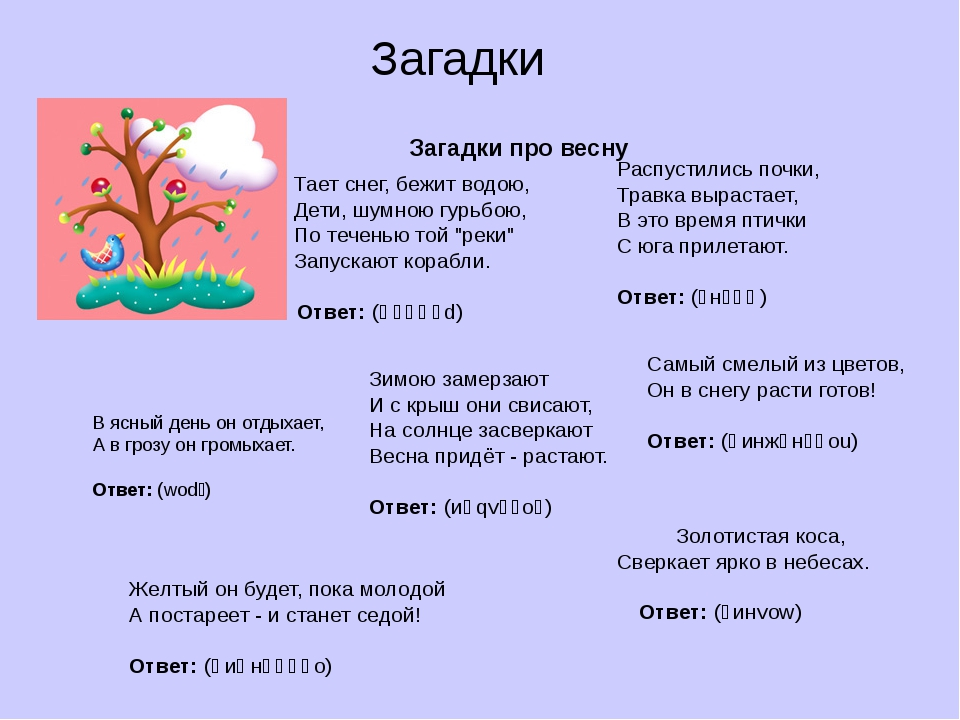 Загадки
Загадки про весну
Тает снег, бежит водою,
Дети, шумною гурьбою,
По теченью той "реки"
Запускают корабли.
Ответ:
Распустились почки,
Травка вырастает,
В это время птички
С юга прилетают.
Ответ:
В ясный день он отдыхает,
А в грозу он громыхает.
Ответ:
Зимою замерзают
И с крыш они свисают,
На солнце засверкают
Весна придёт - растают.
Ответ:
Самый смелый из цветов,
Он в снегу расти готов!
Ответ:
Золотистая коса,
Сверкает ярко в небесах.
Ответ: (
Желтый он будет, пока молодой
А постареет - и станет седой!
Ответ: